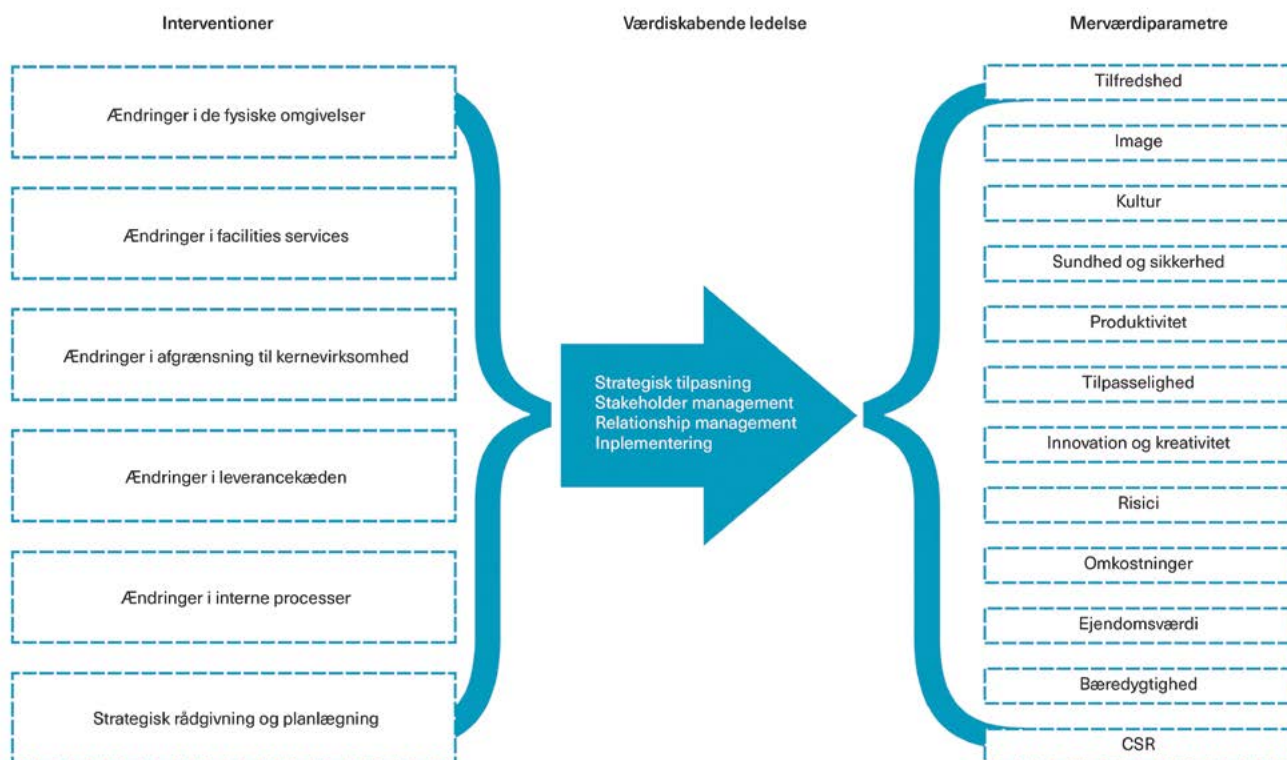 Interventioner
Værdiskabende ledelse
Merværdiparametre
Ændringer i de fysiske omgivelser
Ændringer i facilities services
Ændringer i afgrænsning til kernevirksomhed
Ændringer i leverancekæden
Ændringer i interne processer
Strategisk rådgivning og planlægning
Strategisk tilpasning
Stakeholder management
Relationship management
Inplementering
Tilfredshed
Image
Kultur
Sundhed og sikkerhed
Produktivitet
Tilpasselighed
Innovation og kreativitet
Risici
Omkostninger
Ejendomsværdi
Bæredygtighed
CSR